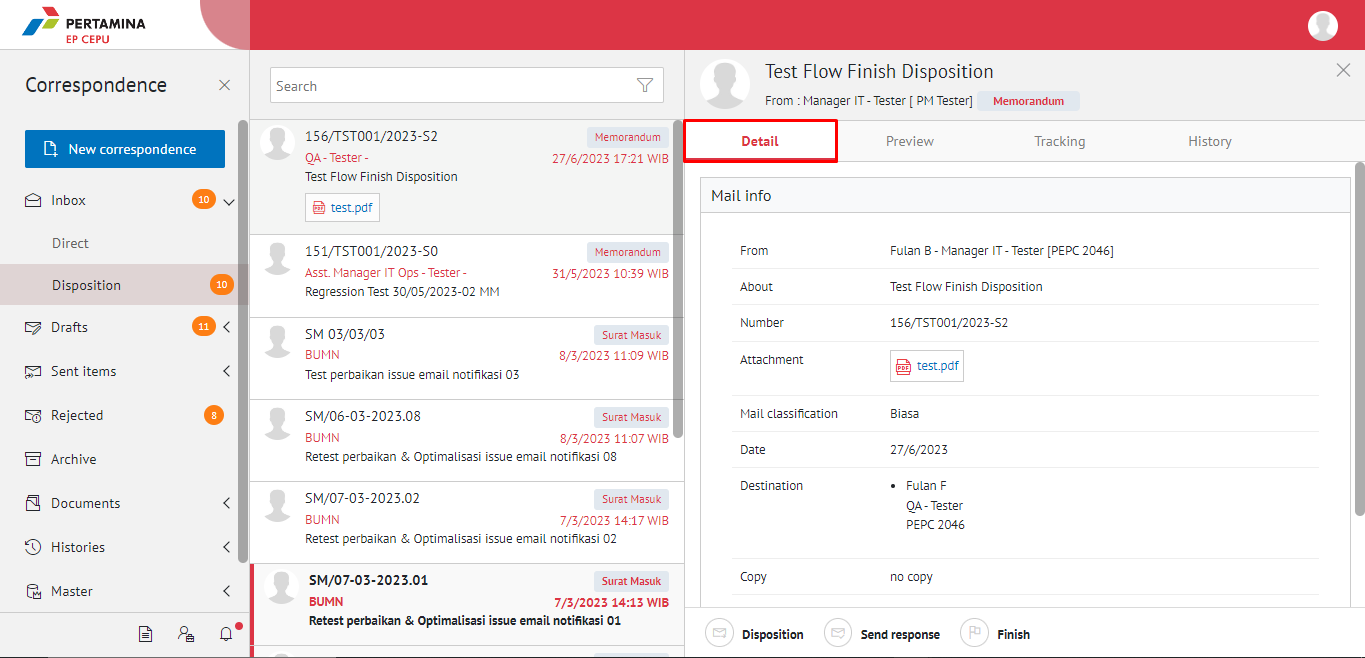 PERTAMINA
EP CEPU
Correspondence
New correspondence
Inbox 10
Direct
Disposition 10
Drafts 11
Sent items
Rejected 8
Archive
Documents
Histories
Master
Search
156/TST001/2023-S2 Memorandum
QA - Tester - 27/6/2023 17:21 WIB
Test Flow Finish Disposition
PDF test.pdf
151/TST001/2023-S0 Memorandum
Asst. Manager IT Ops - Tester - 31/5/2023 10:39 WIB
Regression Test 30/05/2023-02 MM
SM 03/03/03 Surat Masuk
BUMN 8/3/2023 11:09 WIB
Test perbaikan issue email notifikasi 03
SM/06-03-2023.08 Surat Masuk
BUMN 8/3/2023 11:07 WIB
Retest perbaikan & Optimalisasi issue email notifikasi 08
SM/07-03-2023.02 Surat Masuk
BUMN 7/3/2023 14:17 WIB
Retest perbaikan & Optimalisasi issue email notifikasi 02
SM/07-03-2023.01 Surat Masuk
BUMN 7/3/2023 14:13 WIB
Retest perbaikan & Optimalisasi issue email notifikasi 01
Test Flow Finish Disposition
From : Manager IT - Tester [ PM Tester] Memorandum
Detail Preview Tracking History
Mail info
From Fulan B - Manager IT - Tester [PEPC 2046]
About Test Flow Finish Disposition
Number 156/TST001/2023-S2
Attachment PDF test.pdf
Mail classification Biasa
Date 27/6/2023
Destination • Fulan F
QA - Tester
PEPC 2046
Copy no copy
Disposition Send response Finish